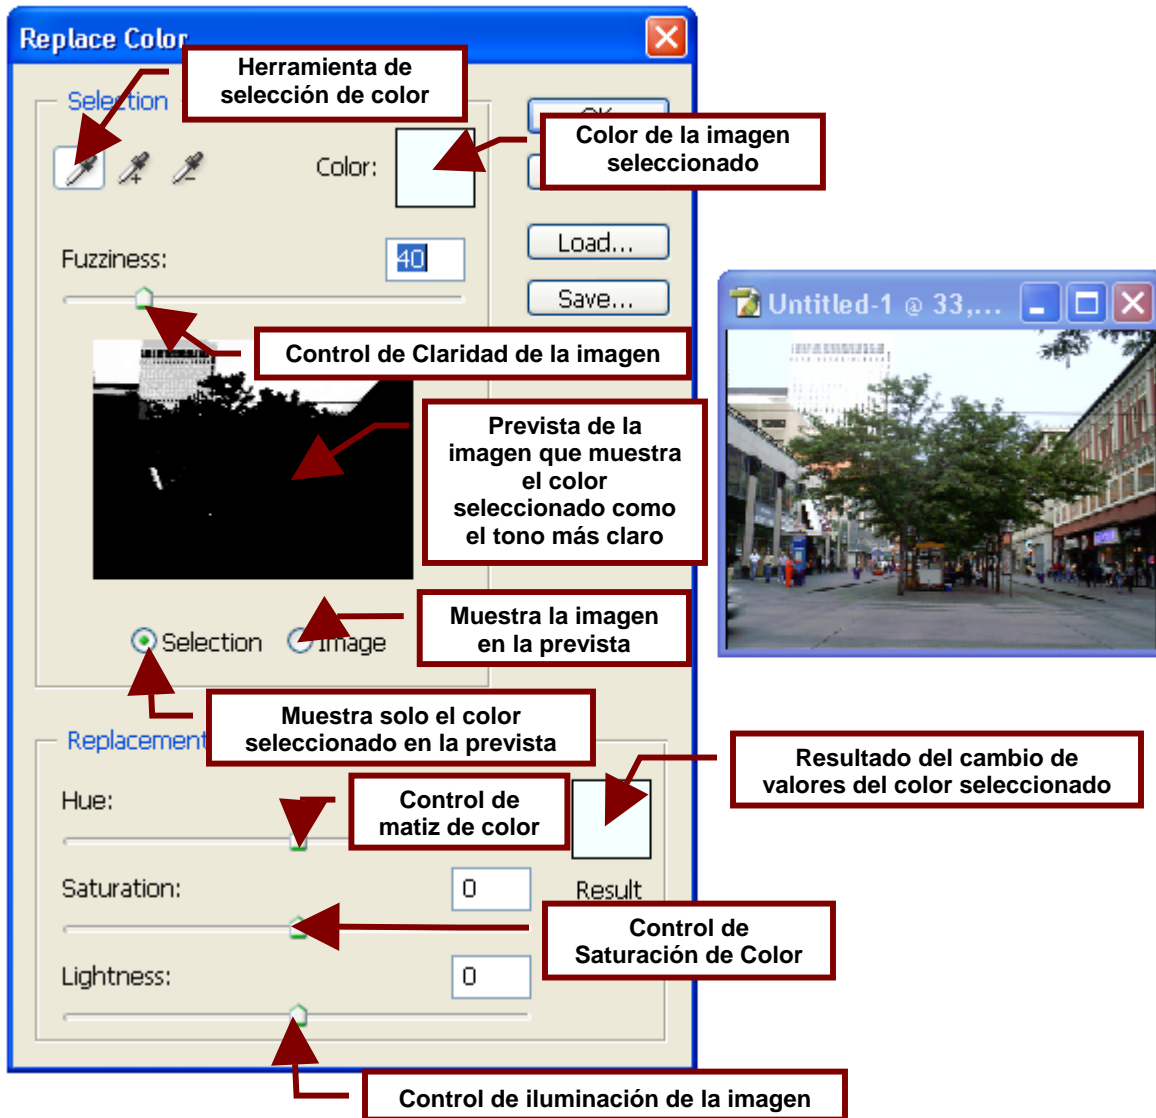 Replace Color
Herramienta de
selección de color
Selection
Color de la imagen
seleccionado
Color:
Load...
Fuzziness:
40
Save...
Untitled-1 @ 33,...
Control de Claridad de la imagen
Prevista de la
imagen que muestra
el color
seleccionado como
el tono más claro
Muestra la imagen
en la prevista
Selection
Image
Muestra solo el color
seleccionado en la prevista
Replacement
Resultado del cambio de
valores del color seleccionado
Hue:
Control de
matiz de color
Saturation:
0
Result
Control de
Saturación de Color
Lightness:
0
Control de iluminación de la imagen